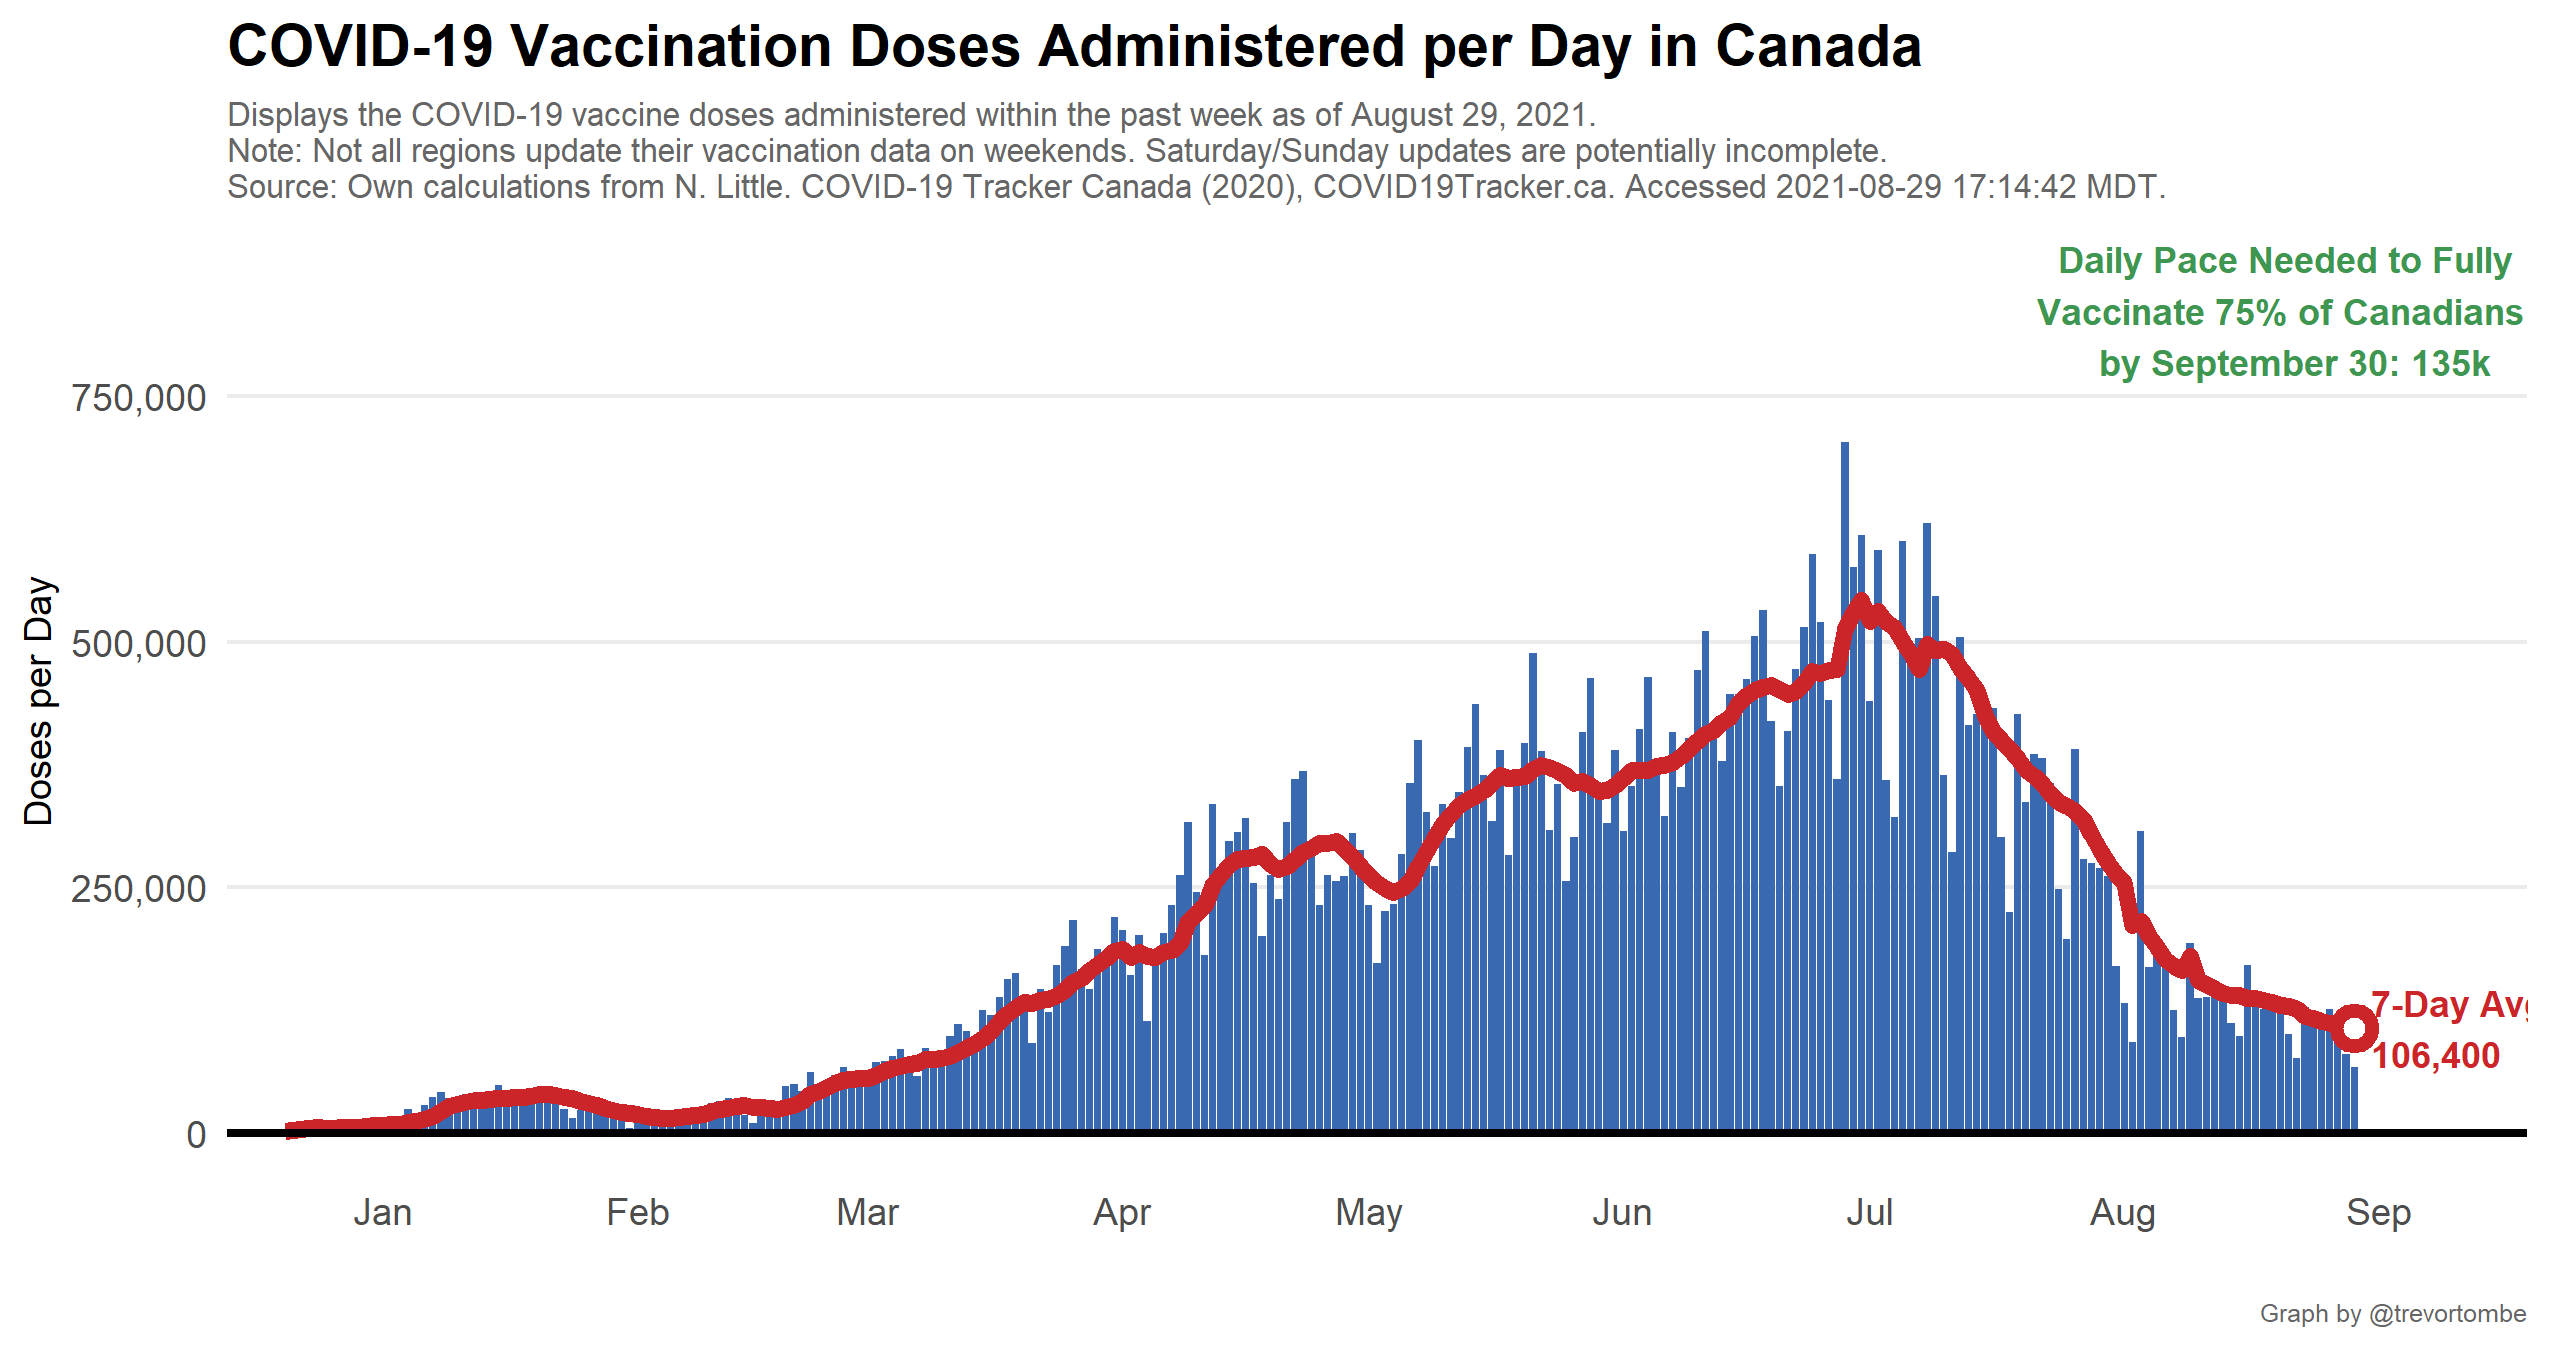 COVID-19 Vaccination Doses Administered per Day in Canada
Displays the COVID-19 vaccine doses administered within the past week as of August 29, 2021.
Note: Not all regions update their vaccination data on weekends. Saturday/Sunday updates are potentially incomplete.
Source: Own calculations from N. Little. COVID-19 Tracker Canada (2020), COVID19Tracker.ca. Accessed 2021-08-29 17:14:42 MDT.
Daily Pace Needed to Fully
Vaccinate 75% of Canadians
by September 30: 135k
Doses per Day
750,000
500,000
250,000
0
7-Day Avg
106,400
Jan Feb Mar Apr May Jun Jul Aug Sep
Graph by @trevortombe